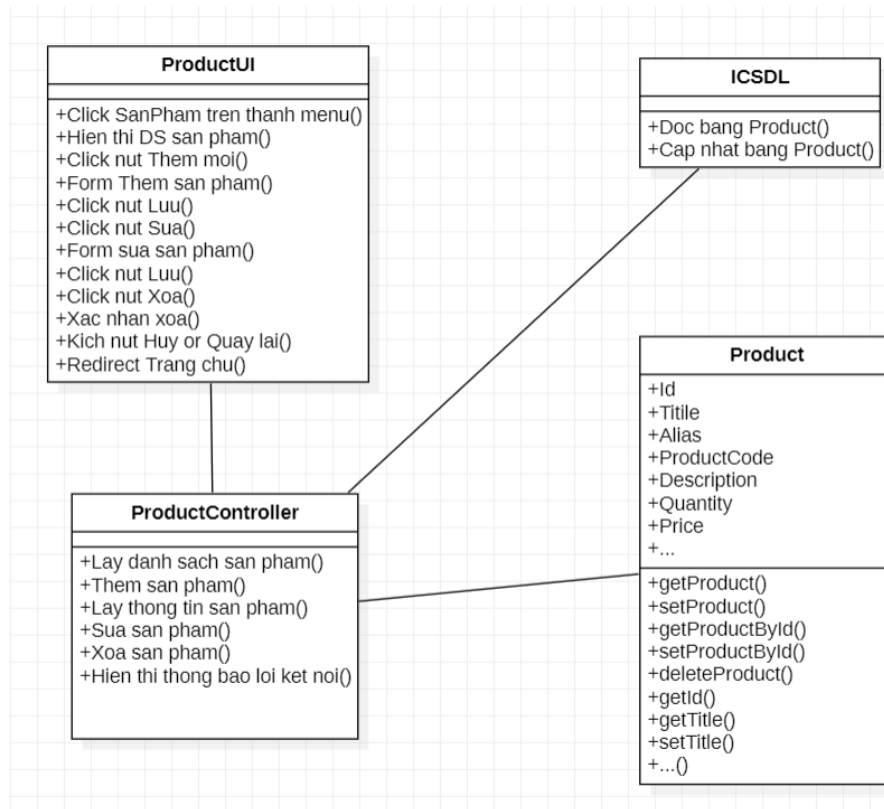 ProductUI
+Click SanPham tren thanh menu()
+Hien thi DS san pham()
+Click nut Them moi()
+Form Them san pham()
+Click nut Luu()
+Click nut Sua()
+Form sua san pham()
+Click nut Luu()
+Click nut Xoa()
+Xac nhan xoa()
+Kich nut Huy or Quay lai()
+Redirect Trang chu()
ICSDL
+Doc bang Product()
+Cap nhat bang Product()
ProductController
+Lay danh sach san pham()
+Them san pham()
+Lay thong tin san pham()
+Sua san pham()
+Xoa san pham()
+Hien thi thong bao loi ket noi()
Product
+Id
+Titile
+Alias
+ProductCode
+Description
+Quantity
+Price
+...
+getProduct()
+setProduct()
+getProductById()
+setProductById()
+deleteProduct()
+getId()
+getTitle()
+setTitle()
+...()